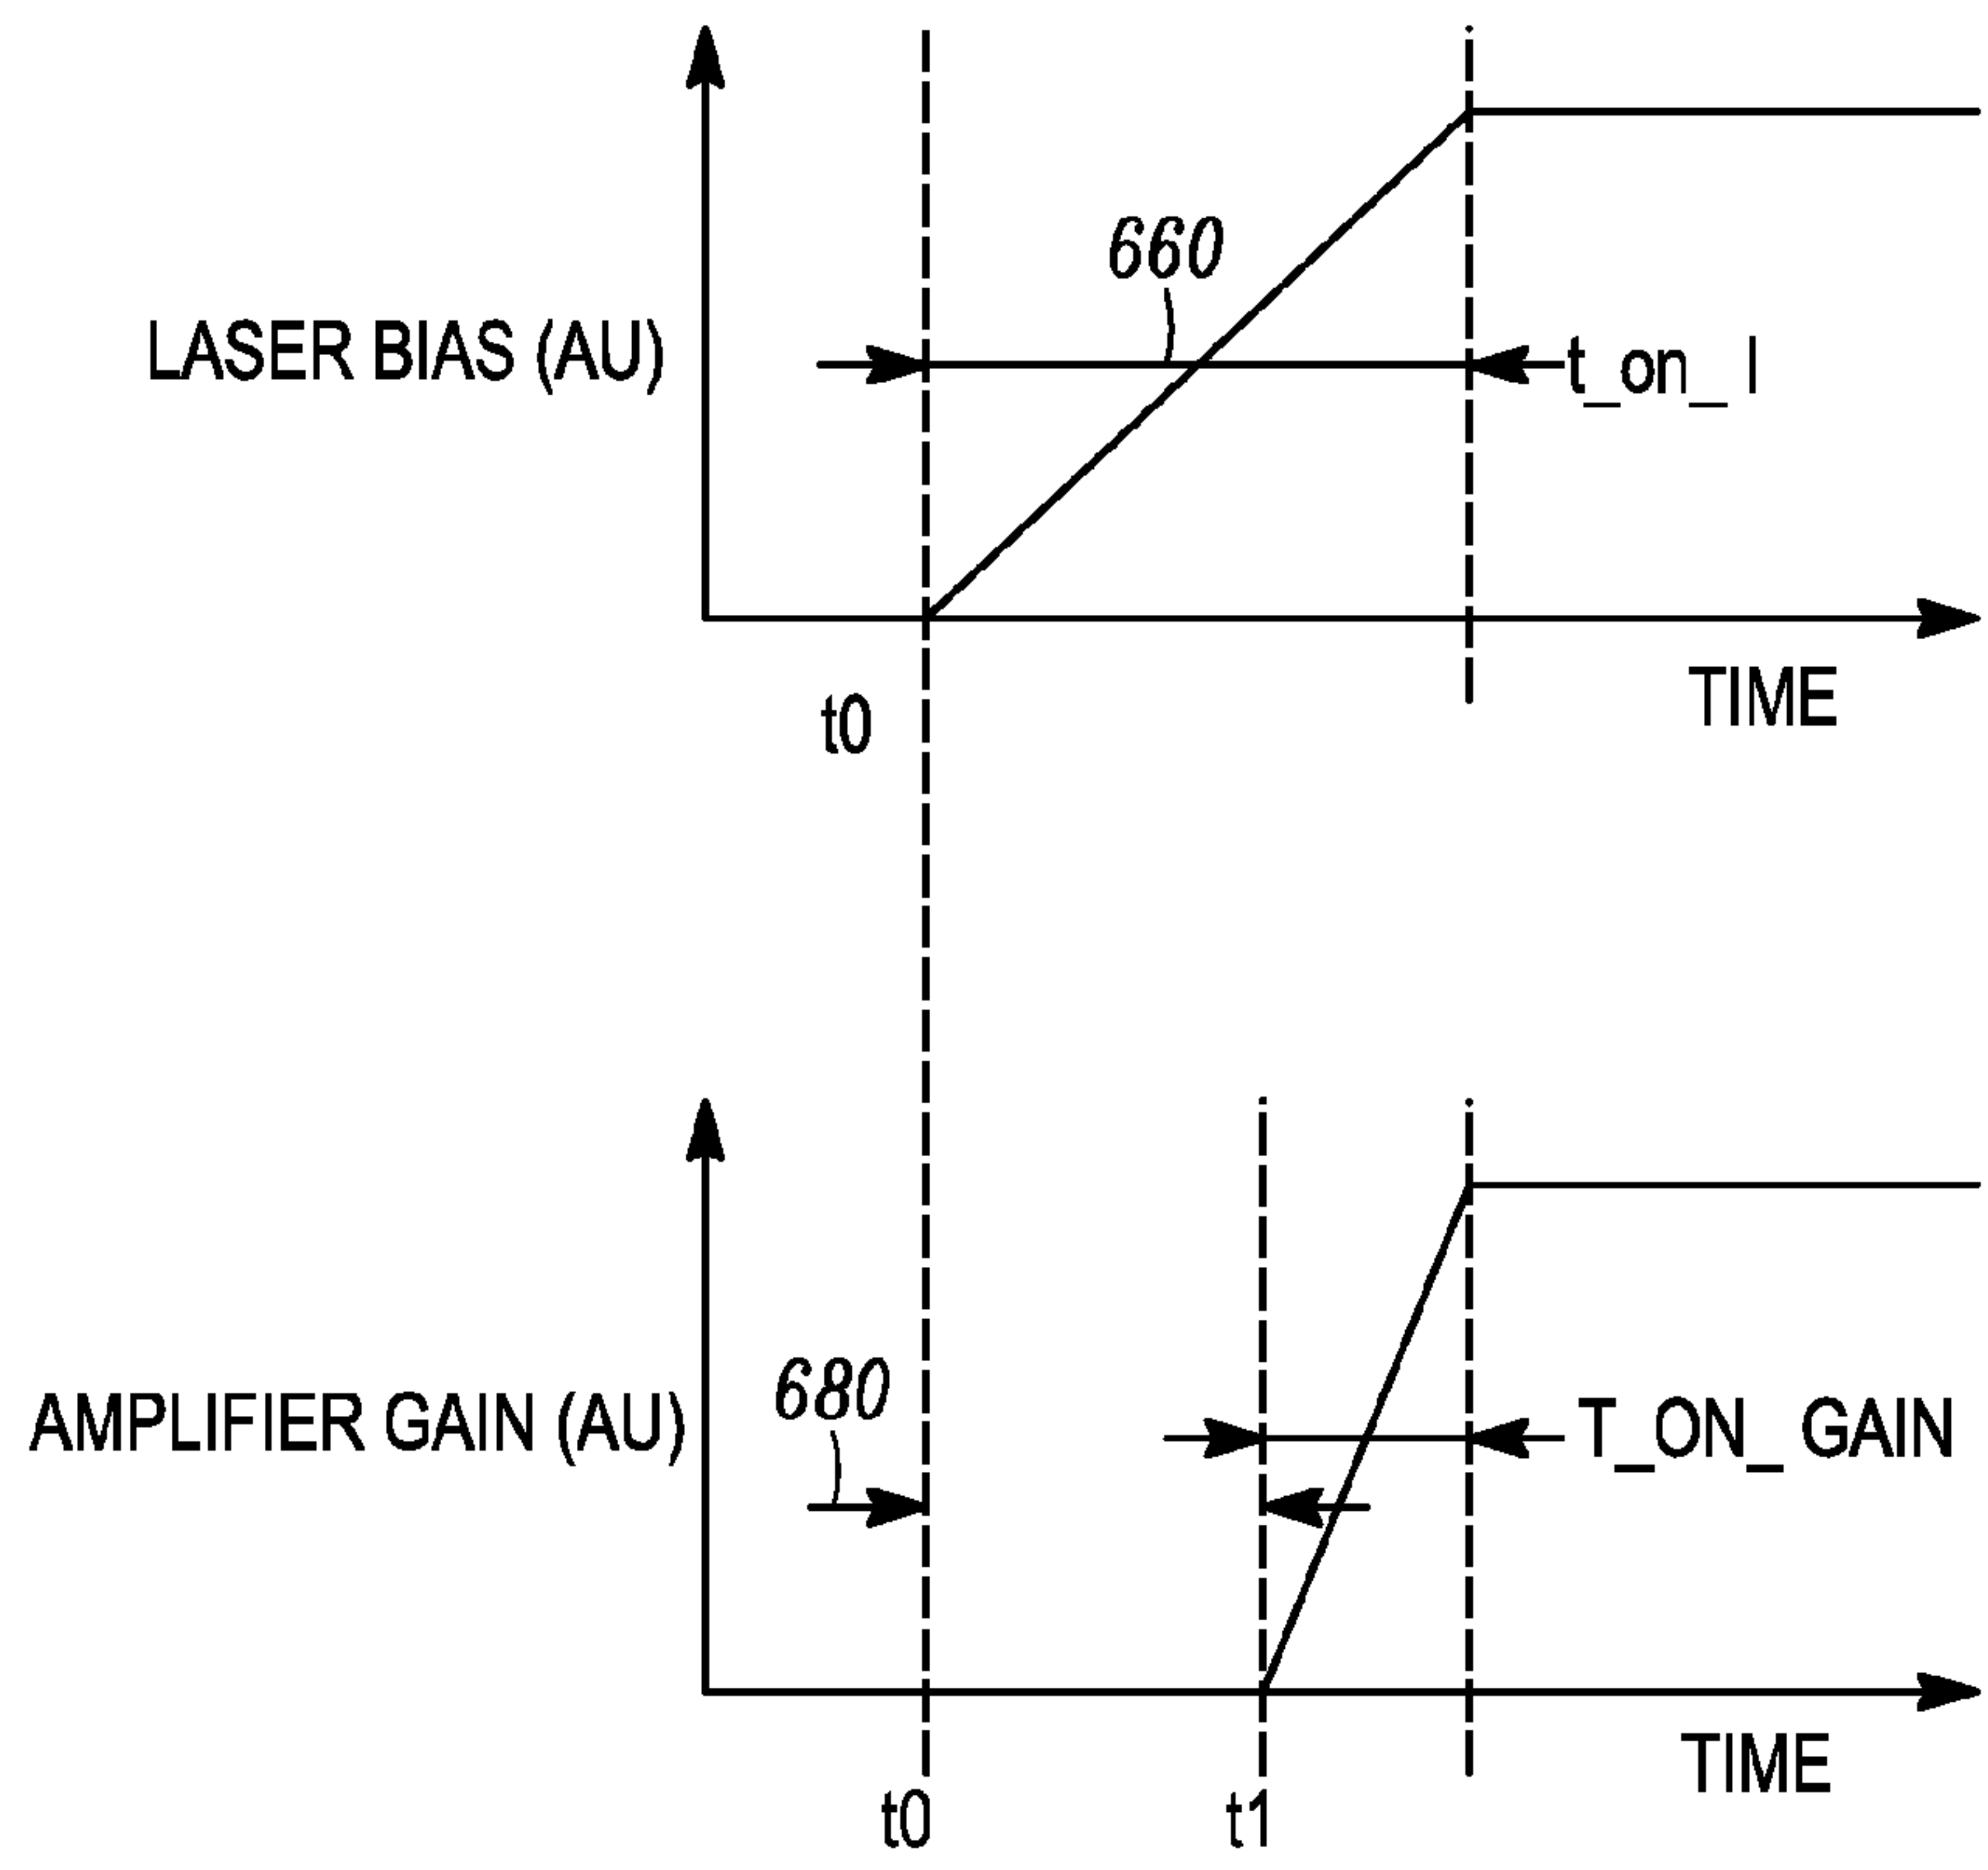 660
LASER BIAS (AU)
t_on_ I
TIME
t0
680
AMPLIFIER GAIN (AU)
T_ON_ GAIN
TIME
t0
t1